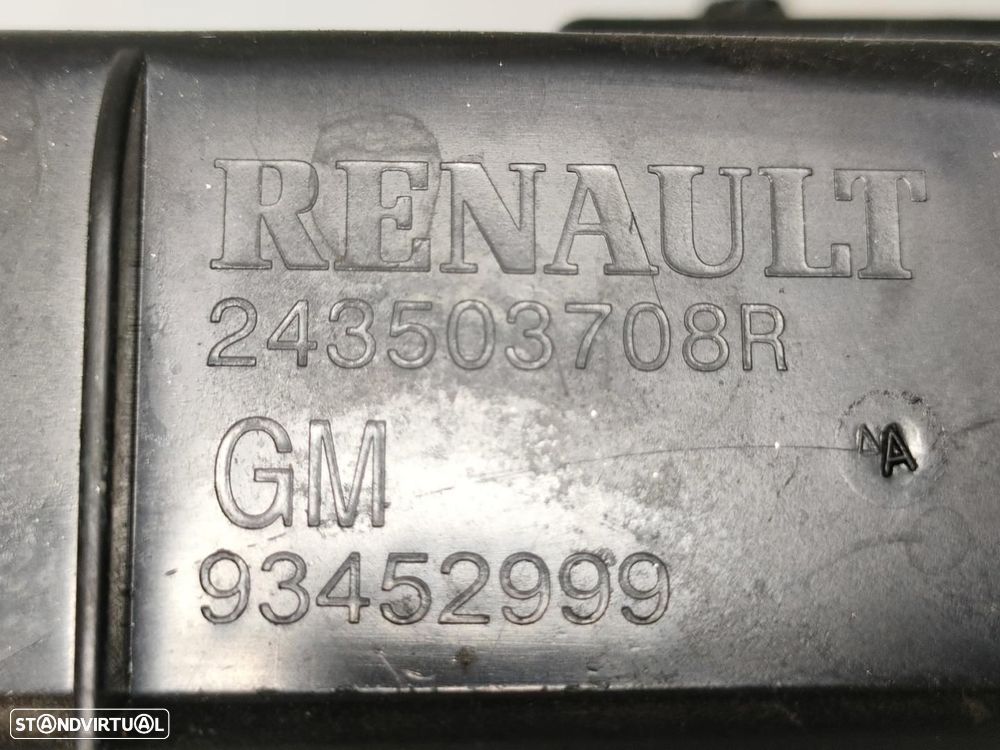 RENAULT
243503708R
GM
A
93452999
STANDVIRTUAL